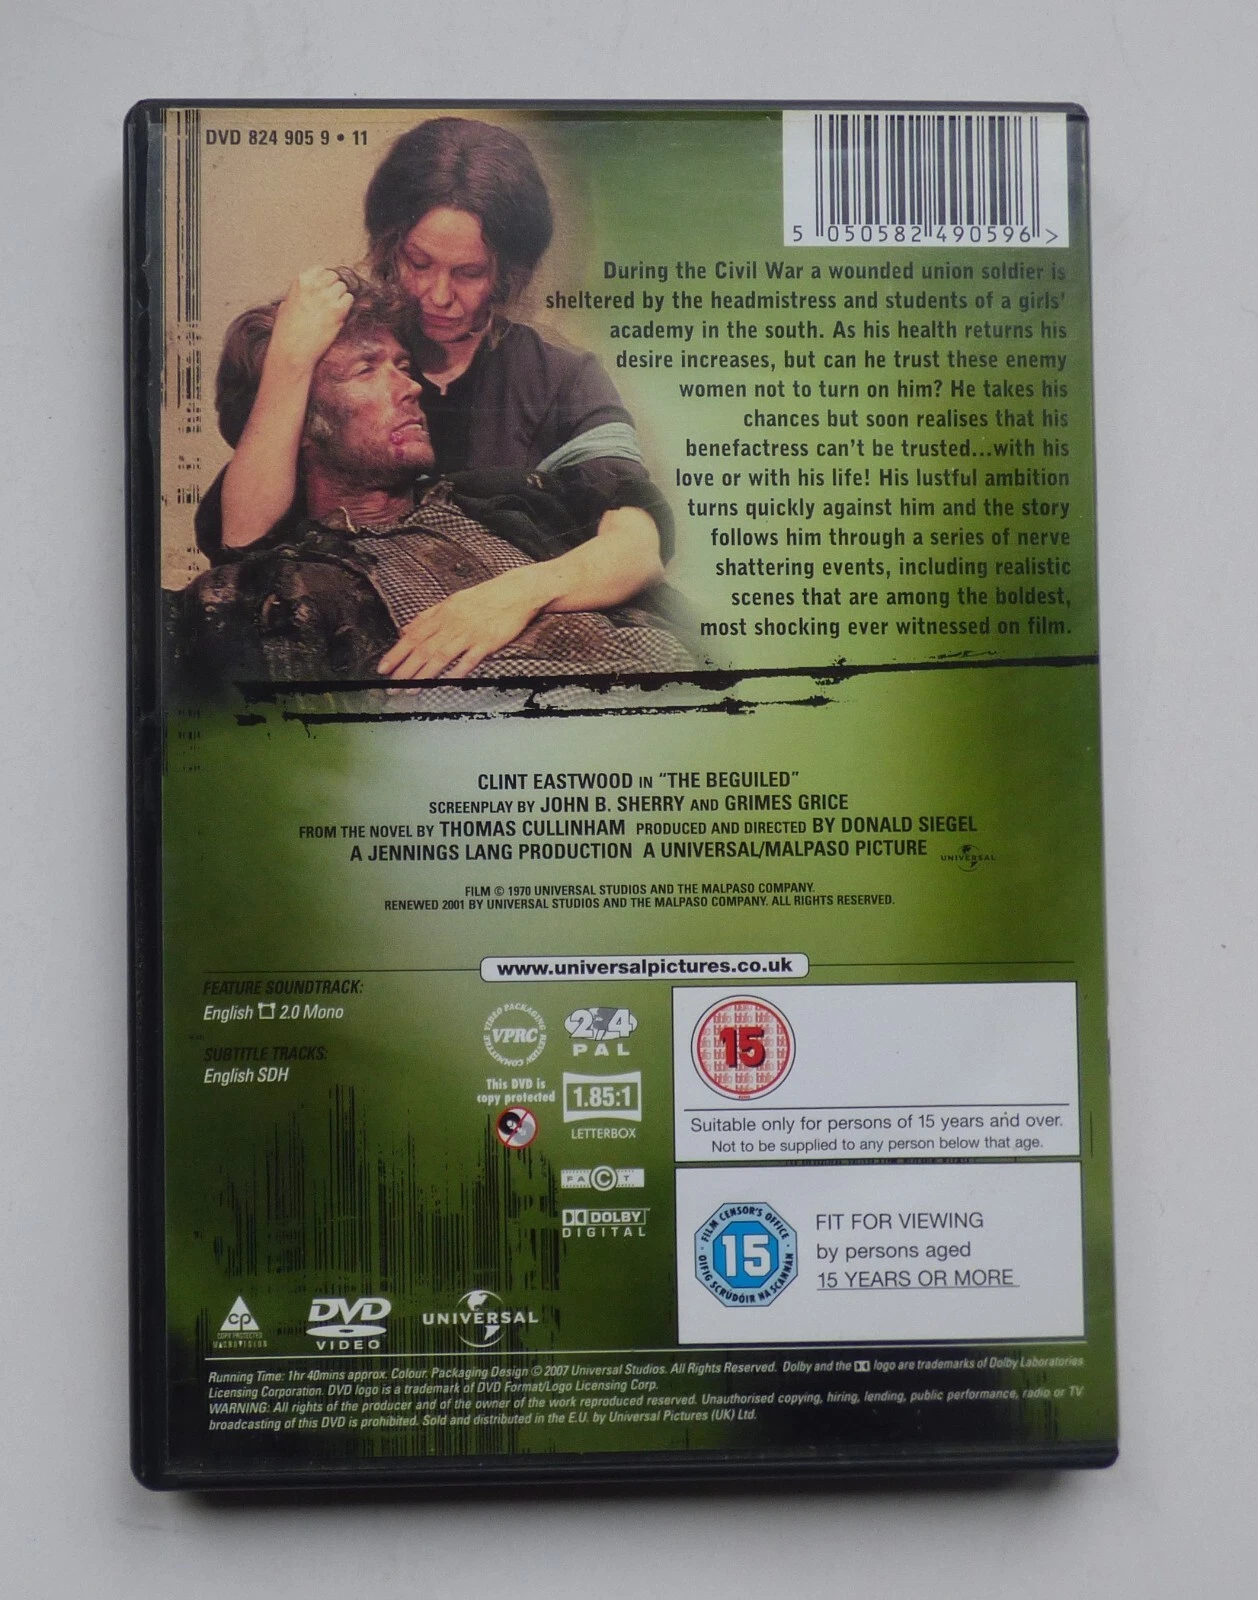 DVD 824 905 9 • 11
5 050582 490596 >
During the Civil War a wounded union soldier is
sheltered by the headmistress and students of a girls'
academy in the south. As his health returns his
desire increases, but can he trust these enemy
women not to turn on him? He takes his
chances but soon realises that his
benefactress can't be trusted...with his
love or with his life! His lustful ambition
turns quickly against him and the story
follows him through a series of nerve
shattering events, including realistic
scenes that are among the boldest,
most shocking ever witnessed on film.
CLINT EASTWOOD IN "THE BEGUILED"
SCREENPLAY BY JOHN B. SHERRY AND GRIMES GRICE
FROM THE NOVEL BY THOMAS CULLINHAM PRODUCED AND DIRECTED BY DONALD SIEGEL
A JENNINGS LANG PRODUCTION A UNIVERSAL/MALPASO PICTURE UNIVERSAL
FILM © 1970 UNIVERSAL STUDIOS AND THE MALPASO COMPANY.
RENEWED 2001 BY UNIVERSAL STUDIOS AND THE MALPASO COMPANY. ALL RIGHTS RESERVED.
www.universalpictures.co.uk
FEATURE SOUNDTRACK:
English 2.0 Mono
SUBTITLE TRACKS:
English SDH
VIDEO PACKAGING REVIEW COMMITTEE
VPRC
2 4
PAL
This DVD is
copy protected
1.85:1
LETTERBOX
FACT
DOLBY
DIGITAL
15
Suitable only for persons of 15 years and over.
Not to be supplied to any person below that age.
FILM CENSOR'S OFFICE
15
OIFIG SCRÚDÓIR NA SCANNÁN
FIT FOR VIEWING
by persons aged
15 YEARS OR MORE
CP
COPY PROTECTED
MACROVISION
DVD
VIDEO
UNIVERSAL
Running Time: 1hr 40mins approx. Colour. Packaging Design © 2007 Universal Studios. All Rights Reserved. Dolby and the logo are trademarks of Dolby Laboratories
Licensing Corporation. DVD logo is a trademark of DVD Format/Logo Licensing Corp.
WARNING: All rights of the producer and of the owner of the work reproduced reserved. Unauthorised copying, hiring, lending, public performance, radio or TV
broadcasting of this DVD is prohibited. Sold and distributed in the E.U. by Universal Pictures (UK) Ltd.